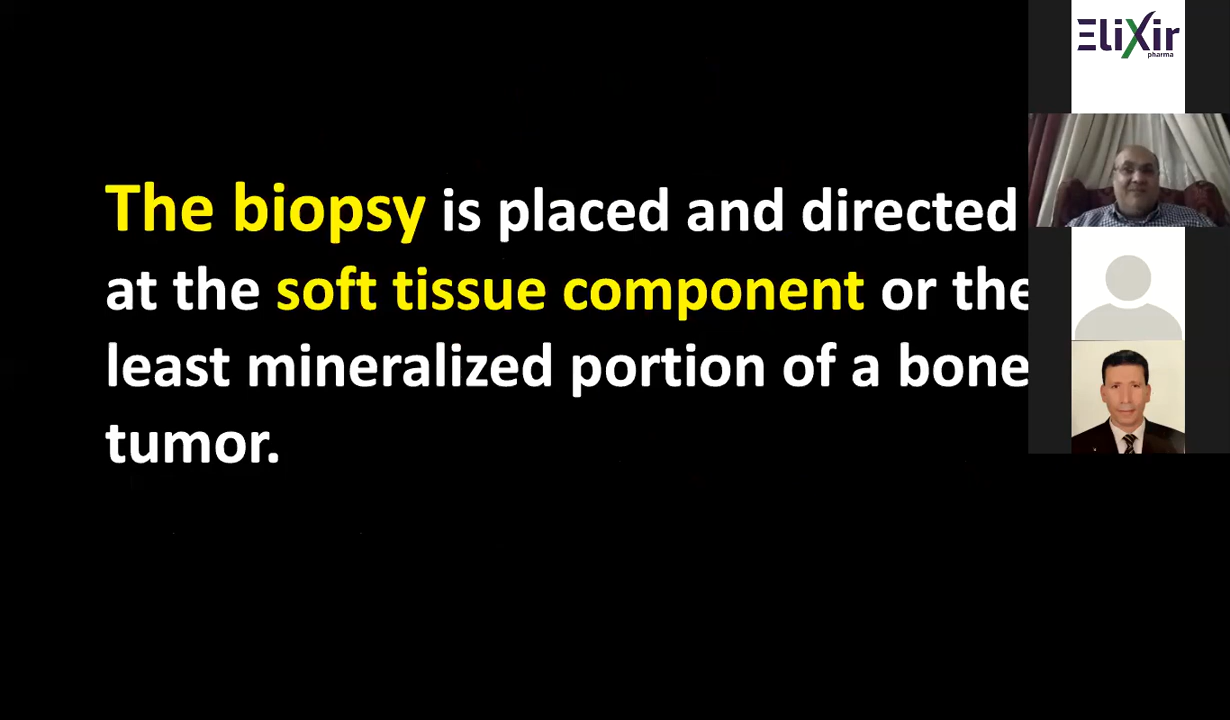 The biopsy is placed and directed
at the soft tissue component or the
least mineralized portion of a bone
tumor.
EliXir
pharma